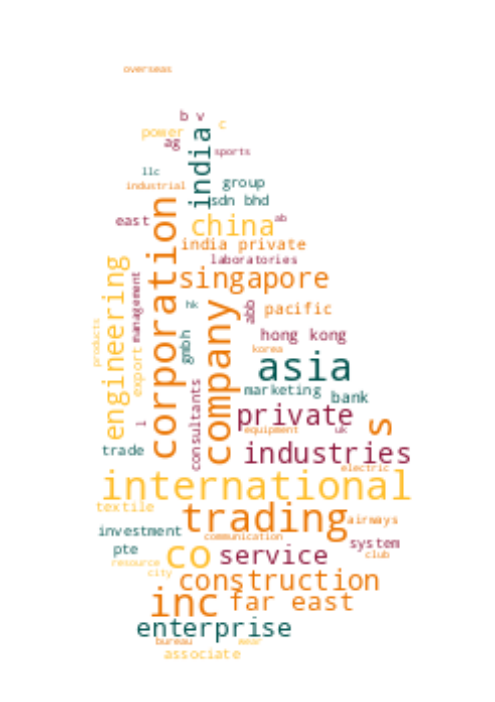 overseas
b v
c
power
india
ag
sports
llc
industrial
group
sdn bhd
east
corporation
china
ab
india private
laboratories
engineering
management
singapore
hk
company
abb
pacific
products
export
gmbh
hong kong
korea
asia
consultants
marketing
bank
i
private
s
equipment
uk
trade
industries
electric
international
textile
trading
airways
investment
communication
system
pte
co
service
club
resource
city
construction
inc
far east
enterprise
bureau
wear
associate